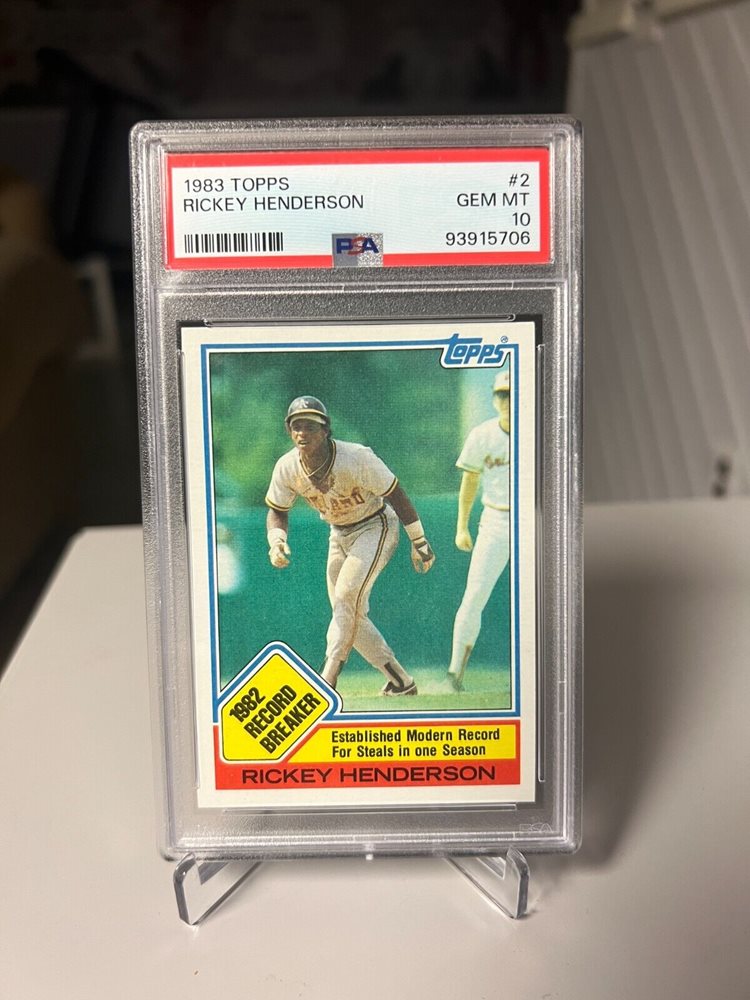 1983 TOPPS #2
RICKEY HENDERSON GEM MT
10
93915706
PSA
TOPPS
1982
RECORD
BREAKER
Established Modern Record
For Steals in one Season
RICKEY HENDERSON
PSA